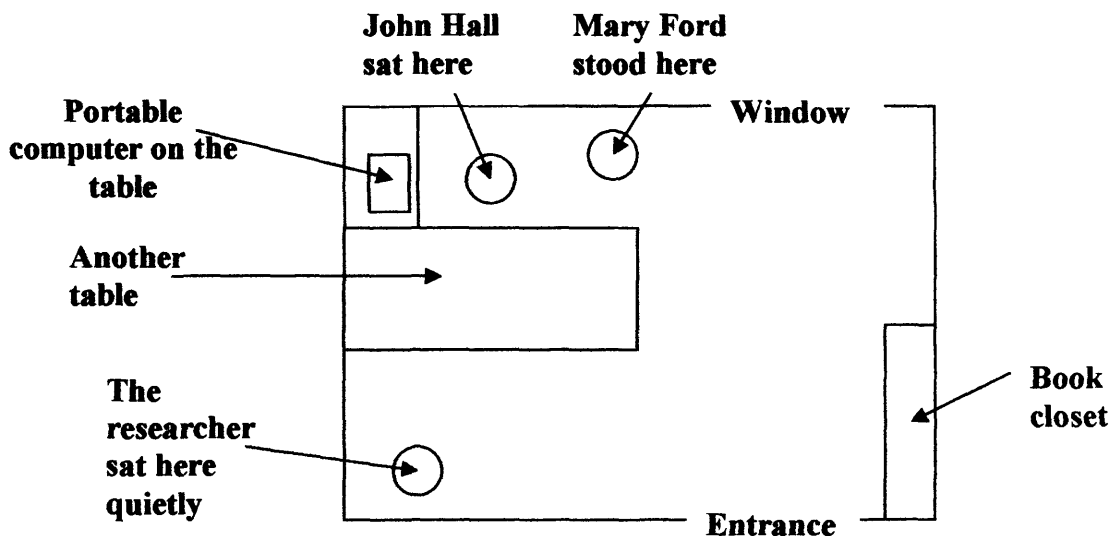 John Hall
sat here
Mary Ford
stood here
Portable
computer on the
table
Window
Another
table
The
researcher
sat here
quietly
Book
closet
Entrance